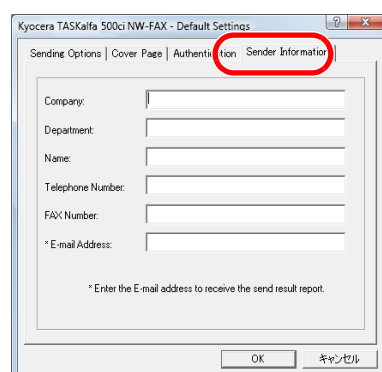 Kyocera TASKalfa 500ci NW-FAX - Default Settings
Sending Options Cover Page Authentication Sender Information
Company:
Department:
Name:
Telephone Number:
FAX Number:
* E-mail Address:
* Enter the E-mail address to receive the send result report.
OK キャンセル